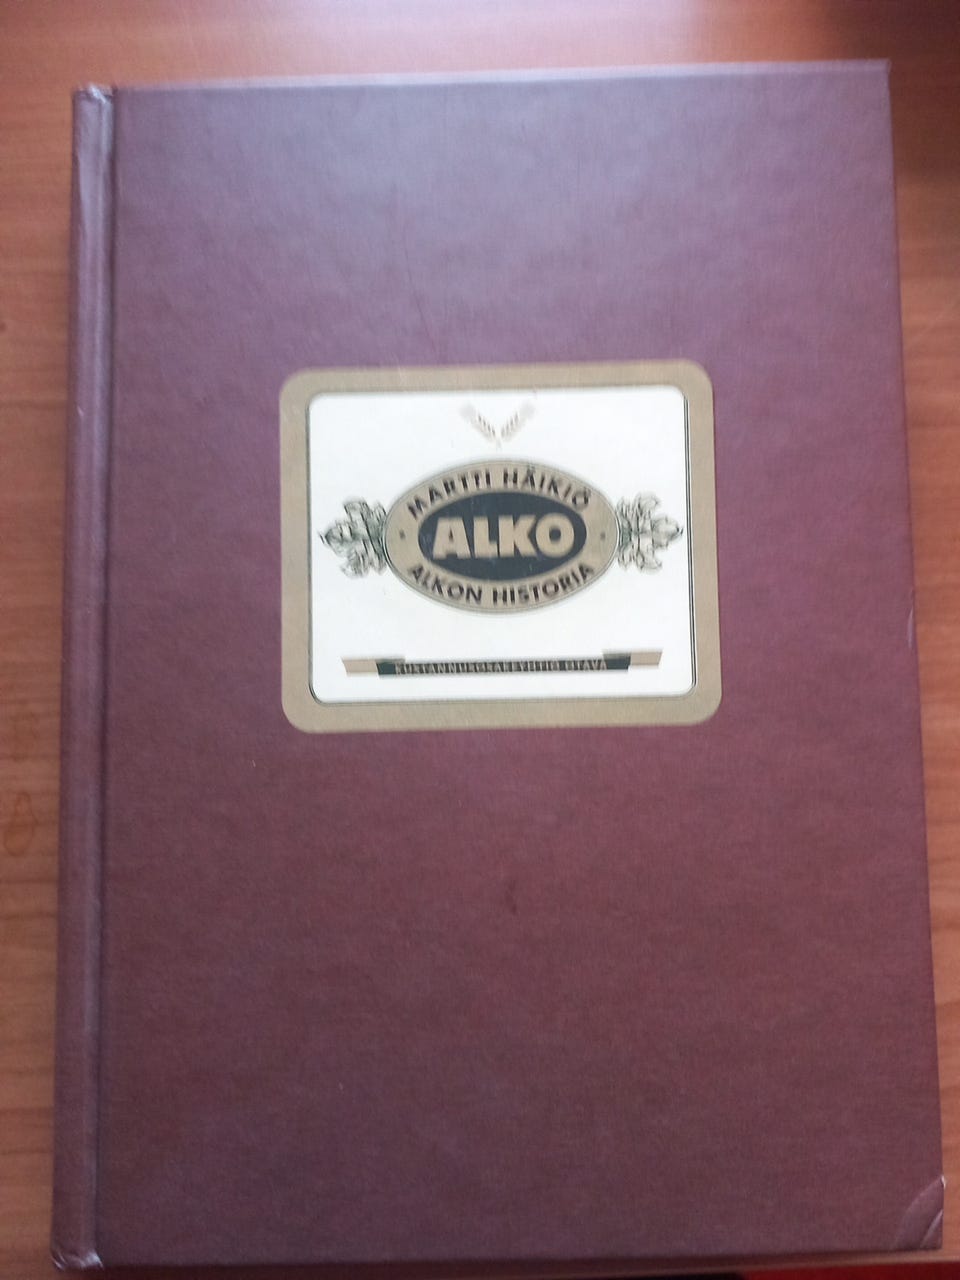 MARTTI HÄIKIÖ
ALKO
ALKON HISTORIA
KUSTANNUSOSAKEYHTIÖ OTAVA